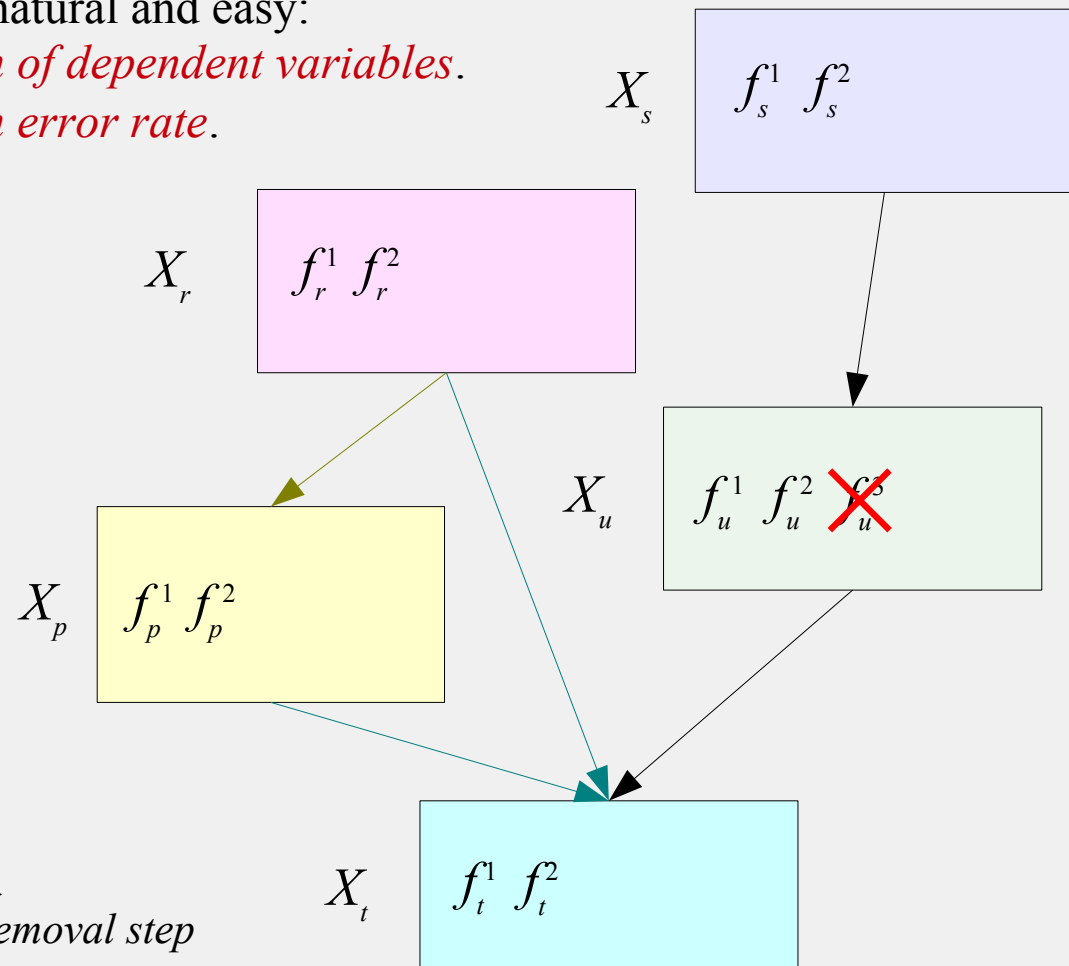 natural and easy:
n of dependent variables.
n error rate.
X_s f_s^1 f_s^2
X_r f_r^1 f_r^2
X_u f_u^1 f_u^2 f_u^3
X_p f_p^1 f_p^2
X_t f_t^1 f_t^2
emoval step